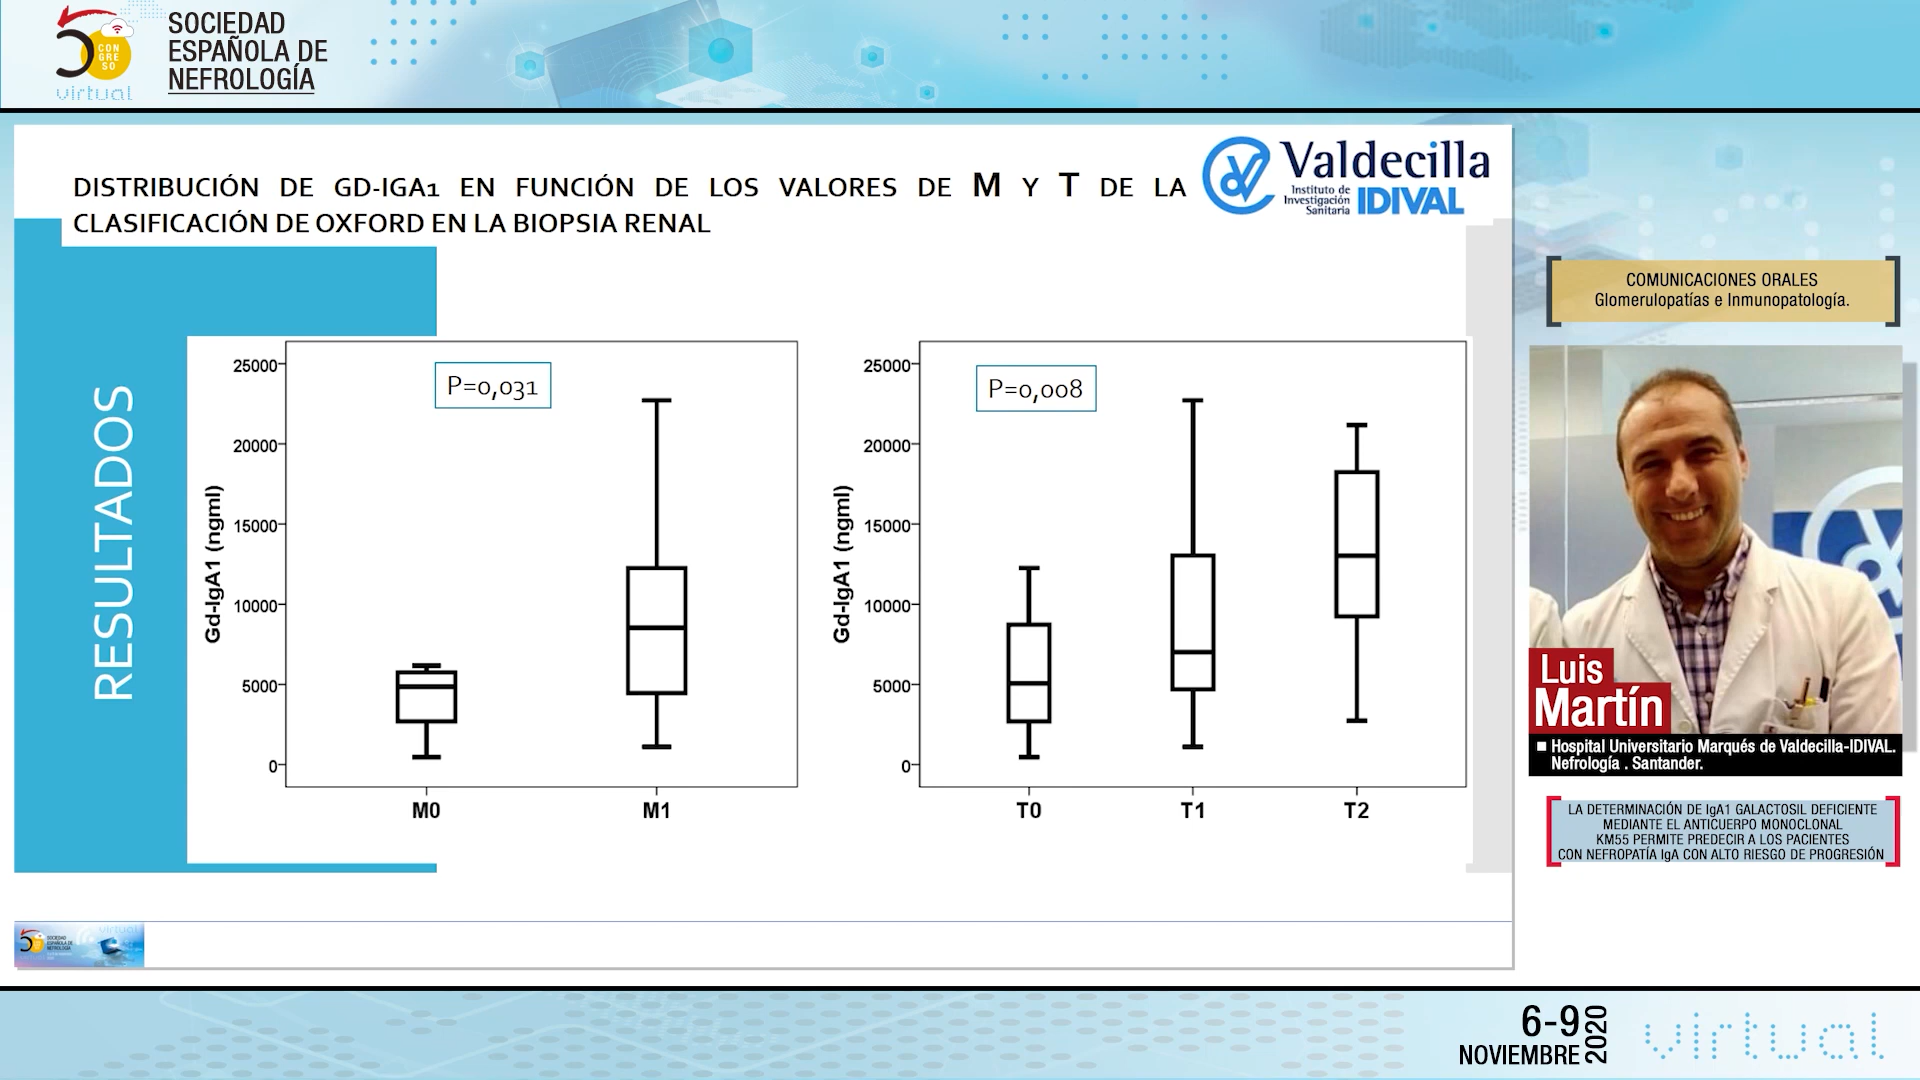 SOCIEDAD
ESPAÑOLA DE
NEFROLOGÍA
50
CON
GRE
SO
virtual
DISTRIBUCIÓN DE GD-IGA1 EN FUNCIÓN DE LOS VALORES DE M Y T DE LA
CLASIFICACIÓN DE OXFORD EN LA BIOPSIA RENAL
Valdecilla
Instituto de
Investigación
Sanitaria
IDIVAL
RESULTADOS
25000
20000
15000
10000
5000
0
Gd-IgA1 (ngml)
P=0,031
M0
M1
25000
20000
15000
10000
5000
0
Gd-IgA1 (ngml)
P=0,008
T0
T1
T2
COMUNICACIONES ORALES
Glomerulopatías e Inmunopatología.
Luis
Martín
Hospital Universitario Marqués de Valdecilla-IDIVAL.
Nefrología . Santander.
LA DETERMINACIÓN DE IgA1 GALACTOSIL DEFICIENTE
MEDIANTE EL ANTICUERPO MONOCLONAL
KM55 PERMITE PREDECIR A LOS PACIENTES
CON NEFROPATÍA IgA CON ALTO RIESGO DE PROGRESIÓN
virtual
6-9
NOVIEMBRE
2020
virtual